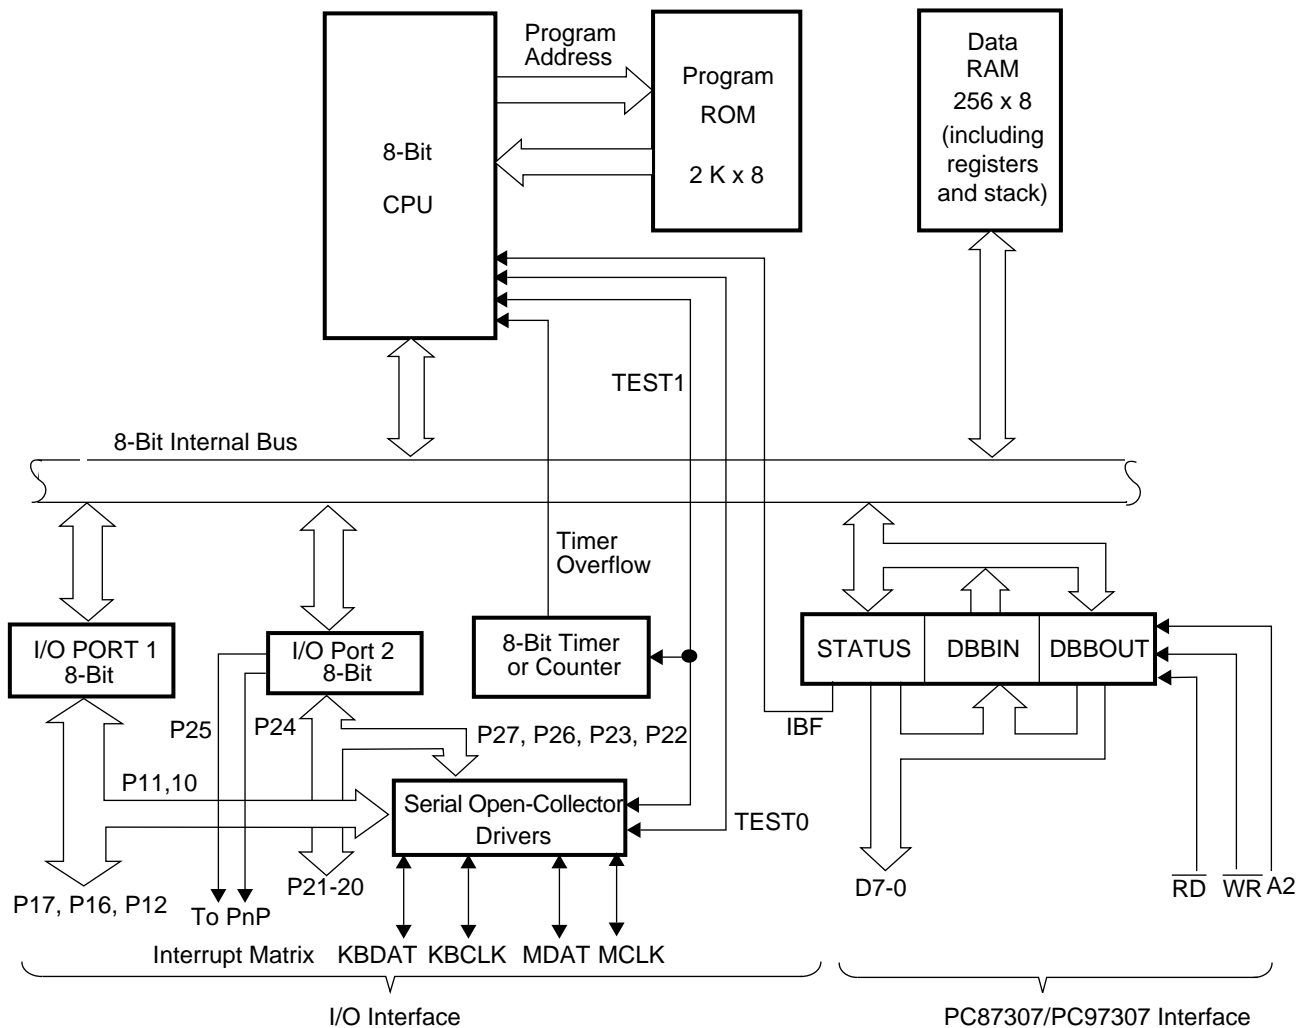 Program
Address
Program
ROM
2 K x 8
8-Bit
CPU
Data
RAM
256 x 8
(including
registers
and stack)
TEST1
8-Bit Internal Bus
Timer
Overflow
I/O PORT 1
8-Bit
I/O Port 2
8-Bit
8-Bit Timer
or Counter
STATUS
DBBIN
DBBOUT
P25
P24
P27, P26, P23, P22
IBF
P11,10
Serial Open-Collector
Drivers
TEST0
P17, P16, P12
To PnP
Interrupt Matrix
P21-20
KBDAT
KBCLK
MDAT
MCLK
D7-0
RD
WR
A2
I/O Interface
PC87307/PC97307 Interface